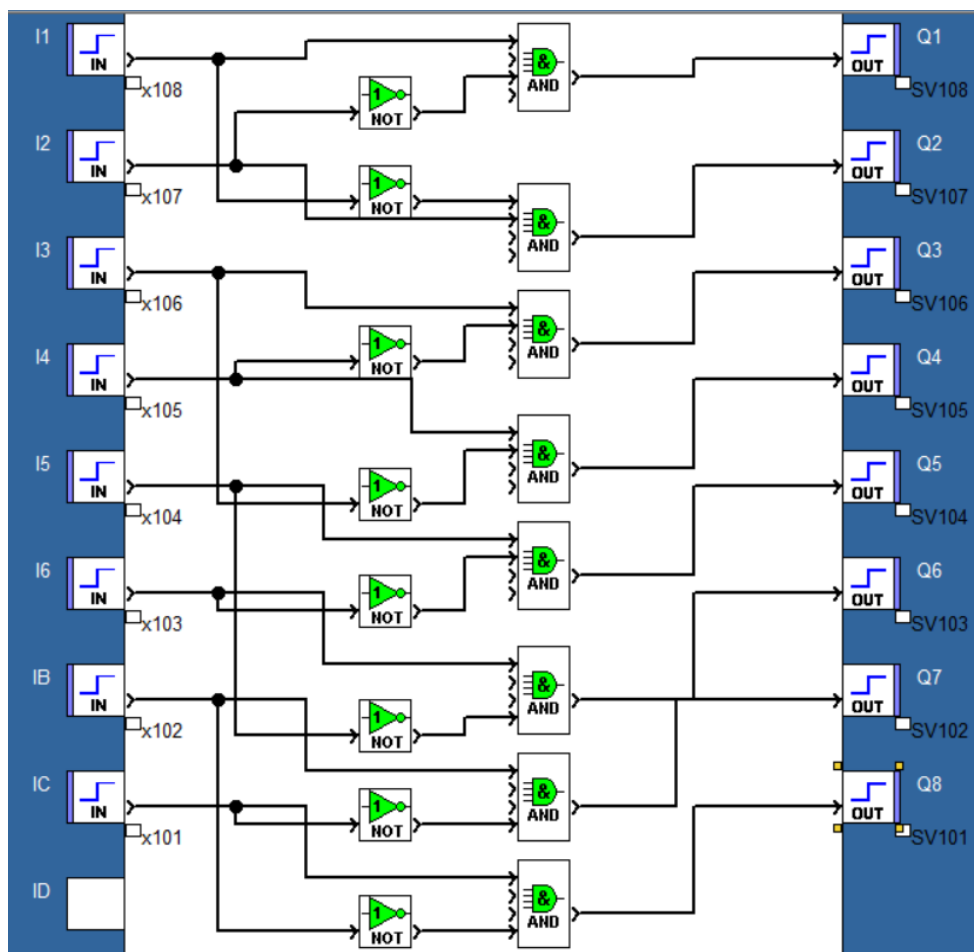 I1 IN x108 1 NOT & AND OUT Q1 SV108
I2 IN x107 1 NOT & AND OUT Q2 SV107
I3 IN x106 1 NOT & AND OUT Q3 SV106
I4 IN x105 1 NOT & AND OUT Q4 SV105
I5 IN x104 1 NOT & AND OUT Q5 SV104
I6 IN x103 1 NOT & AND OUT Q6 SV103
IB IN x102 1 NOT & AND OUT Q7 SV102
IC IN x101 1 NOT & AND OUT Q8 SV101
ID